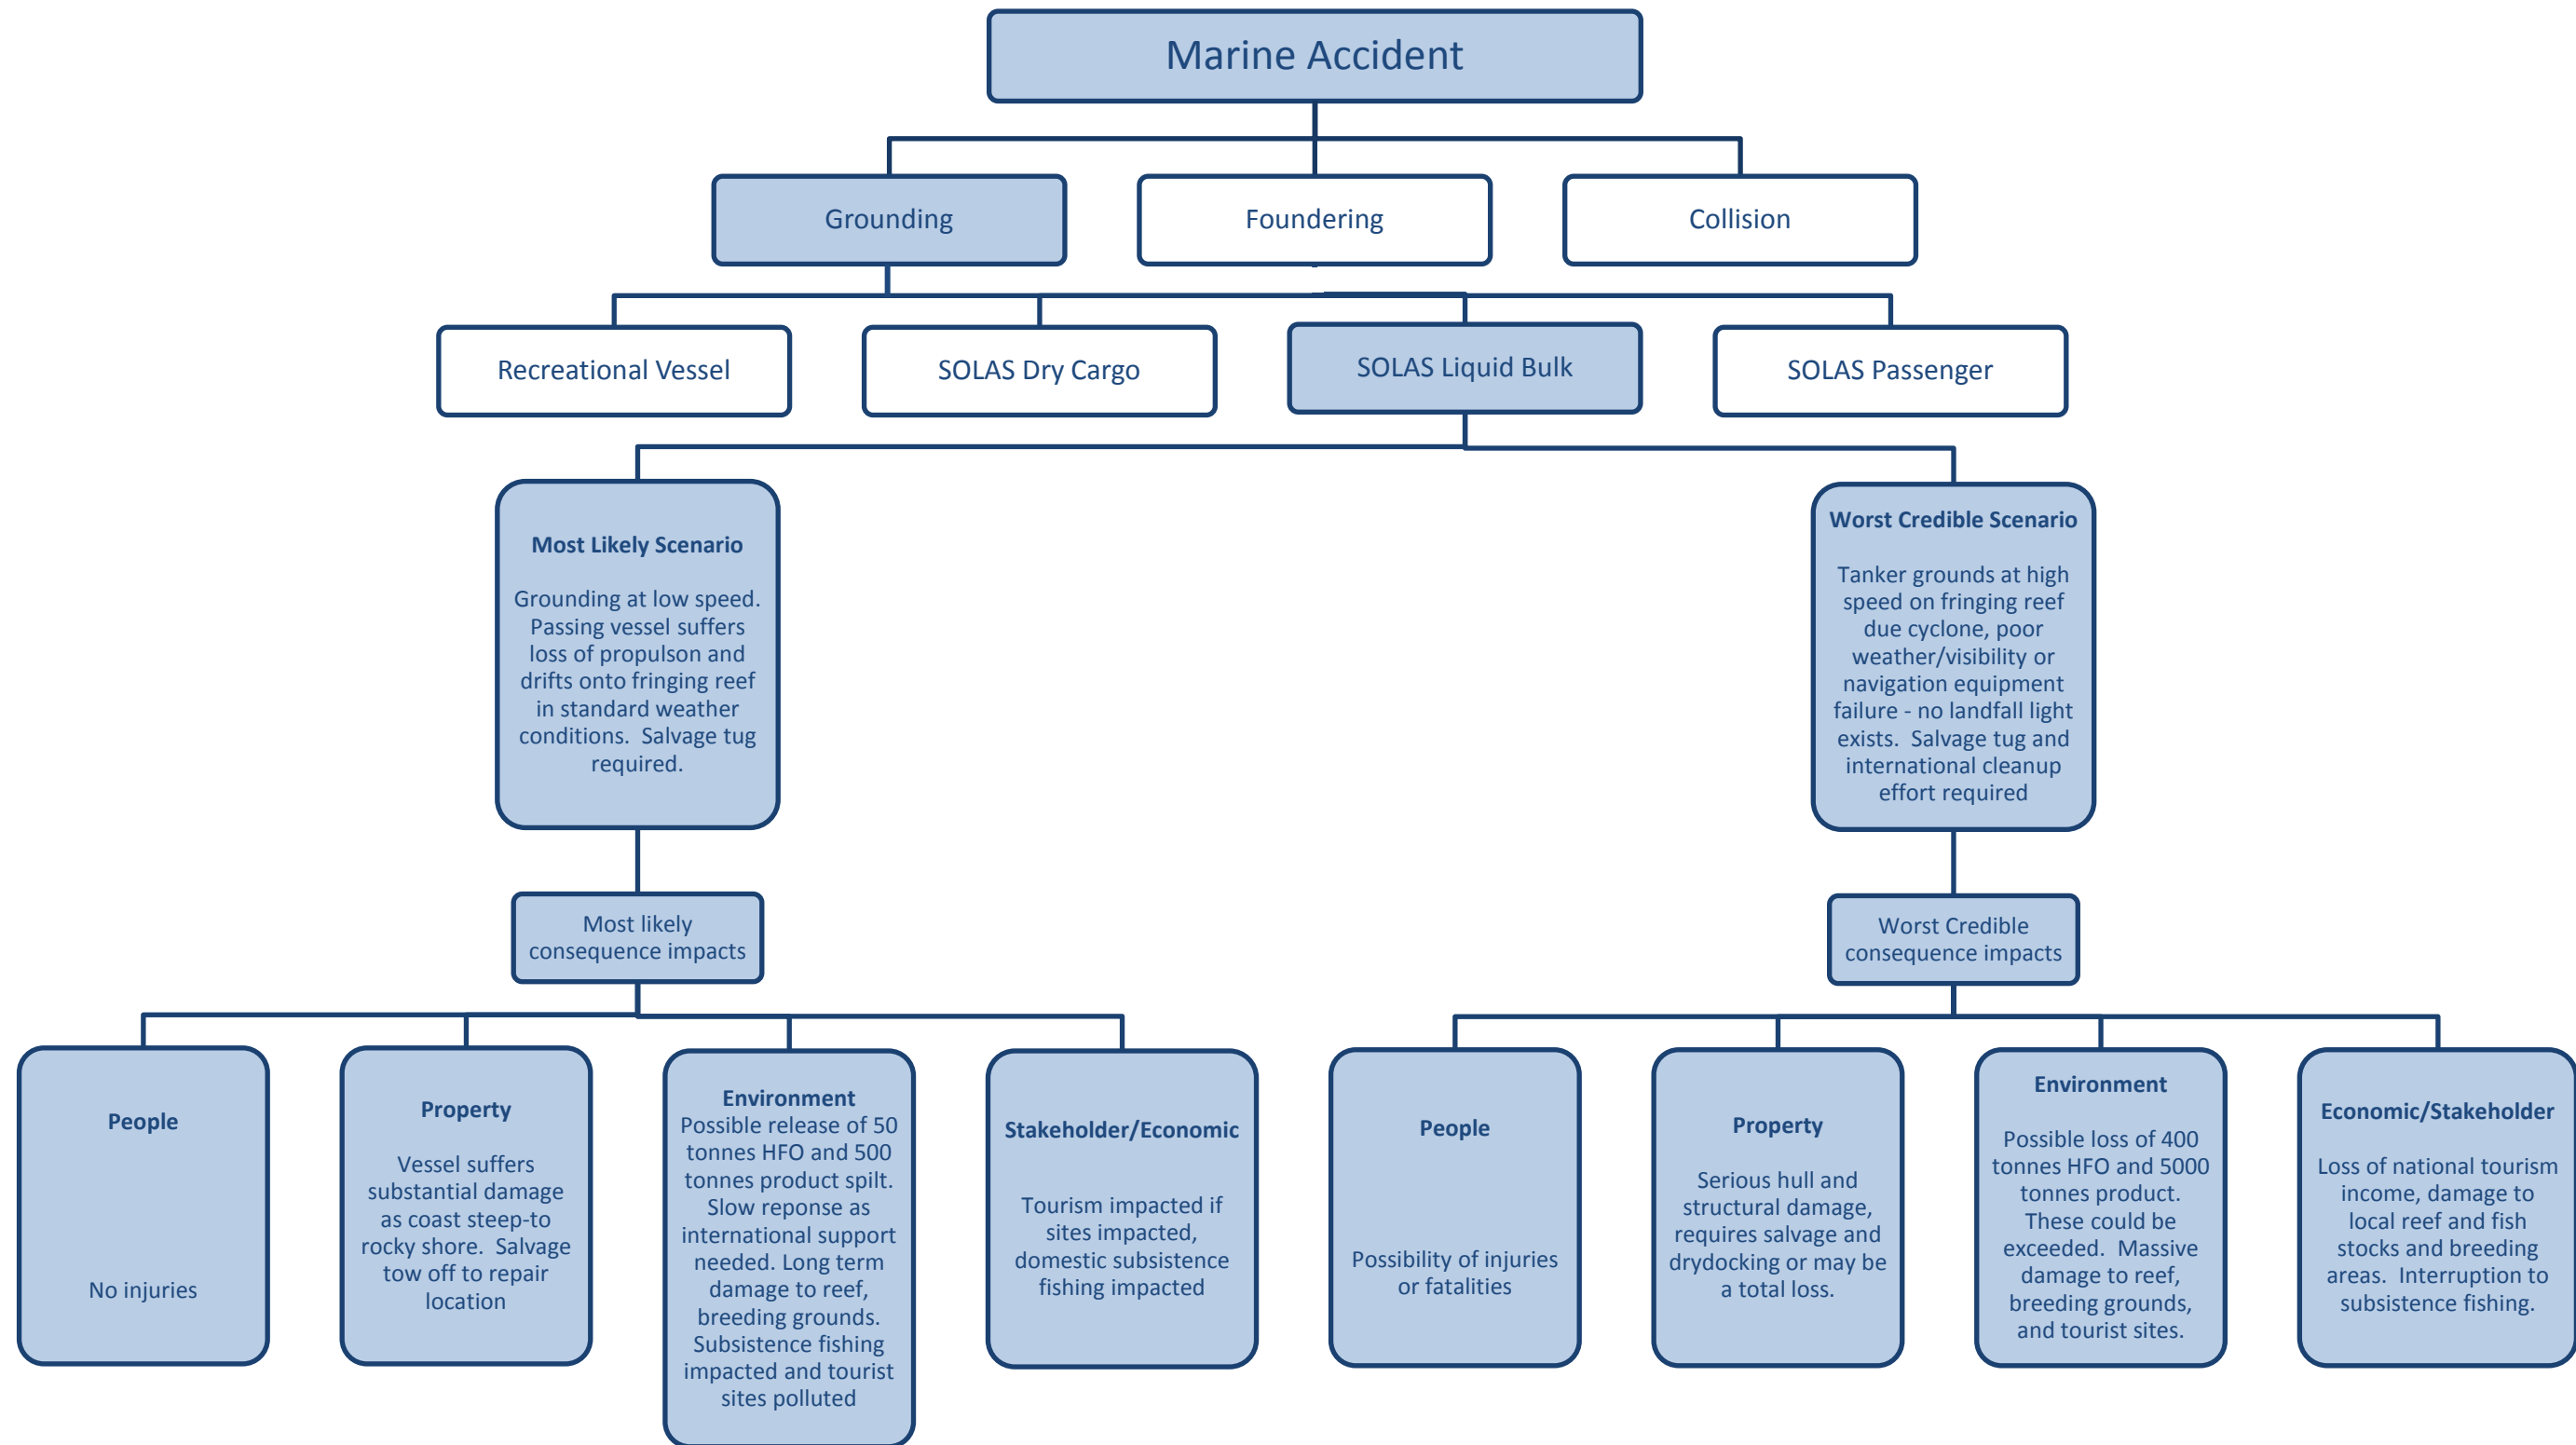 Marine Accident
Grounding
Foundering
Collision
Recreational Vessel
SOLAS Dry Cargo
SOLAS Liquid Bulk
SOLAS Passenger
Most Likely Scenario
Grounding at low speed.
Passing vessel suffers
loss of propulson and
drifts onto fringing reef
in standard weather
conditions.  Salvage tug
required.
Worst Credible Scenario
Tanker grounds at high
speed on fringing reef
due cyclone, poor
weather/visibility or
navigation equipment
failure - no landfall light
exists.  Salvage tug and
international cleanup
effort required
Most likely
consequence impacts
Worst Credible
consequence impacts
People
No injuries
Property
Vessel suffers
substantial damage
as coast steep-to
rocky shore.  Salvage
tow off to repair
location
Environment
Possible release of 50
tonnes HFO and 500
tonnes product spilt.
Slow reponse as
international support
needed. Long term
damage to reef,
breeding grounds.
Subsistence fishing
impacted and tourist
sites polluted
Stakeholder/Economic
Tourism impacted if
sites impacted,
domestic subsistence
fishing impacted
People
Possibility of injuries
or fatalities
Property
Serious hull and
structural damage,
requires salvage and
drydocking or may be
a total loss.
Environment
Possible loss of 400
tonnes HFO and 5000
tonnes product.
These could be
exceeded.  Massive
damage to reef,
breeding grounds,
and tourist sites.
Economic/Stakeholder
Loss of national tourism
income, damage to
local reef and fish
stocks and breeding
areas.  Interruption to
subsistence fishing.